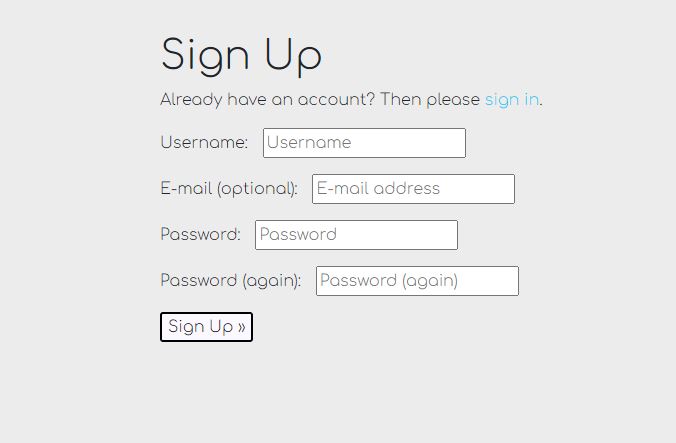 Sign Up
Already have an account? Then please sign in.
Username: Username
E-mail (optional): E-mail address
Password: Password
Password (again): Password (again)
Sign Up »